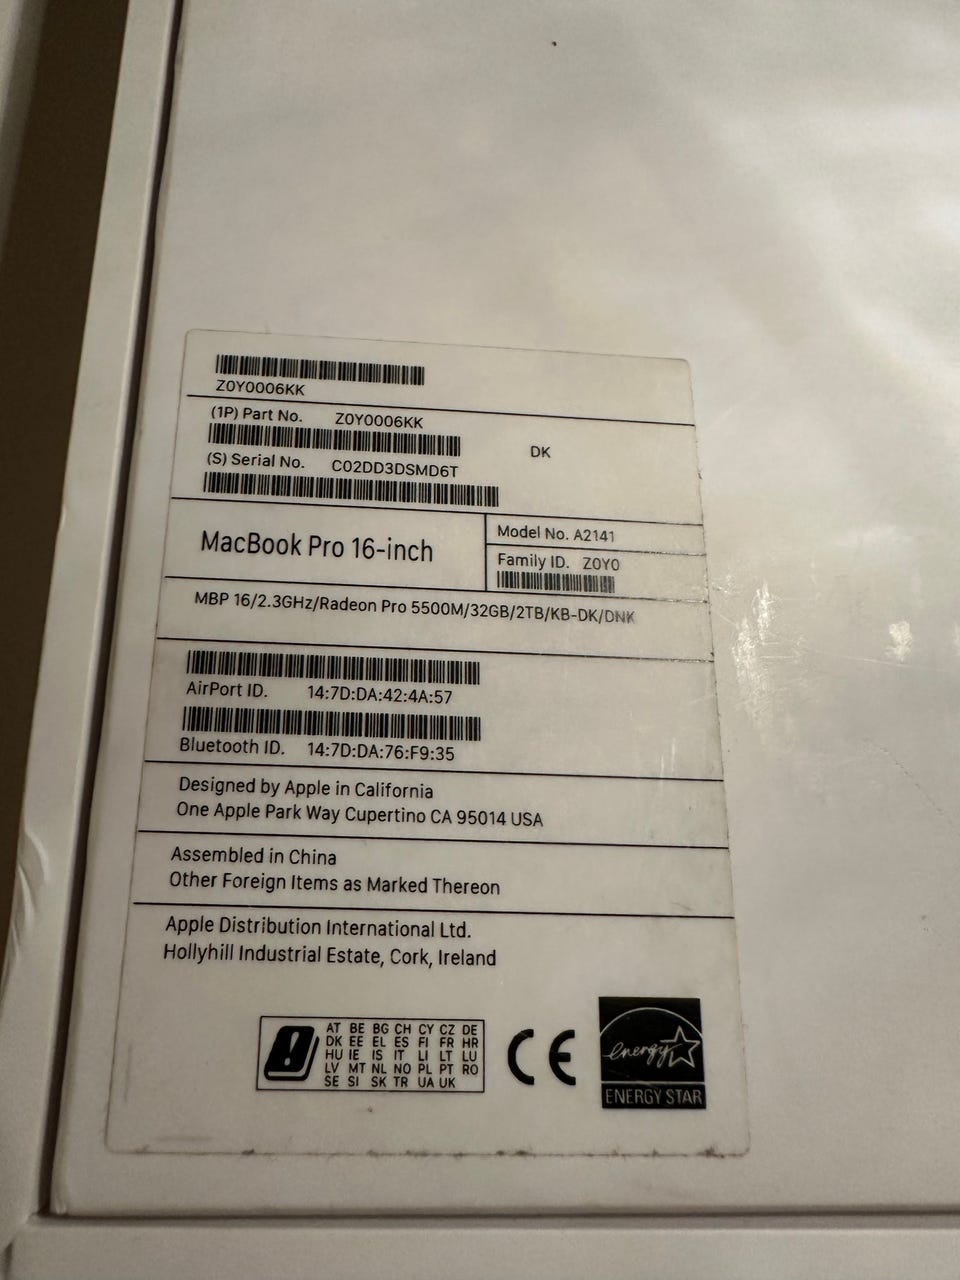 Z0Y0006KK
(1P) Part No. Z0Y0006KK
DK
(S) Serial No. C02DD3DSMD6T
MacBook Pro 16-inch
Model No. A2141
Family ID. Z0Y0
MBP 16/2.3GHz/Radeon Pro 5500M/32GB/2TB/KB-DK/DNK
AirPort ID. 14:7D:DA:42:4A:57
Bluetooth ID. 14:7D:DA:76:F9:35
Designed by Apple in California
One Apple Park Way Cupertino CA 95014 USA
Assembled in China
Other Foreign Items as Marked Thereon
Apple Distribution International Ltd.
Hollyhill Industrial Estate, Cork, Ireland
AT BE BG CH CY CZ DE
DK EE EL ES FI FR HR
HU IE IS IT LI LT LU
LV MT NL NO PL PT RO
SE SI SK TR UA UK
CE
energy
ENERGY STAR